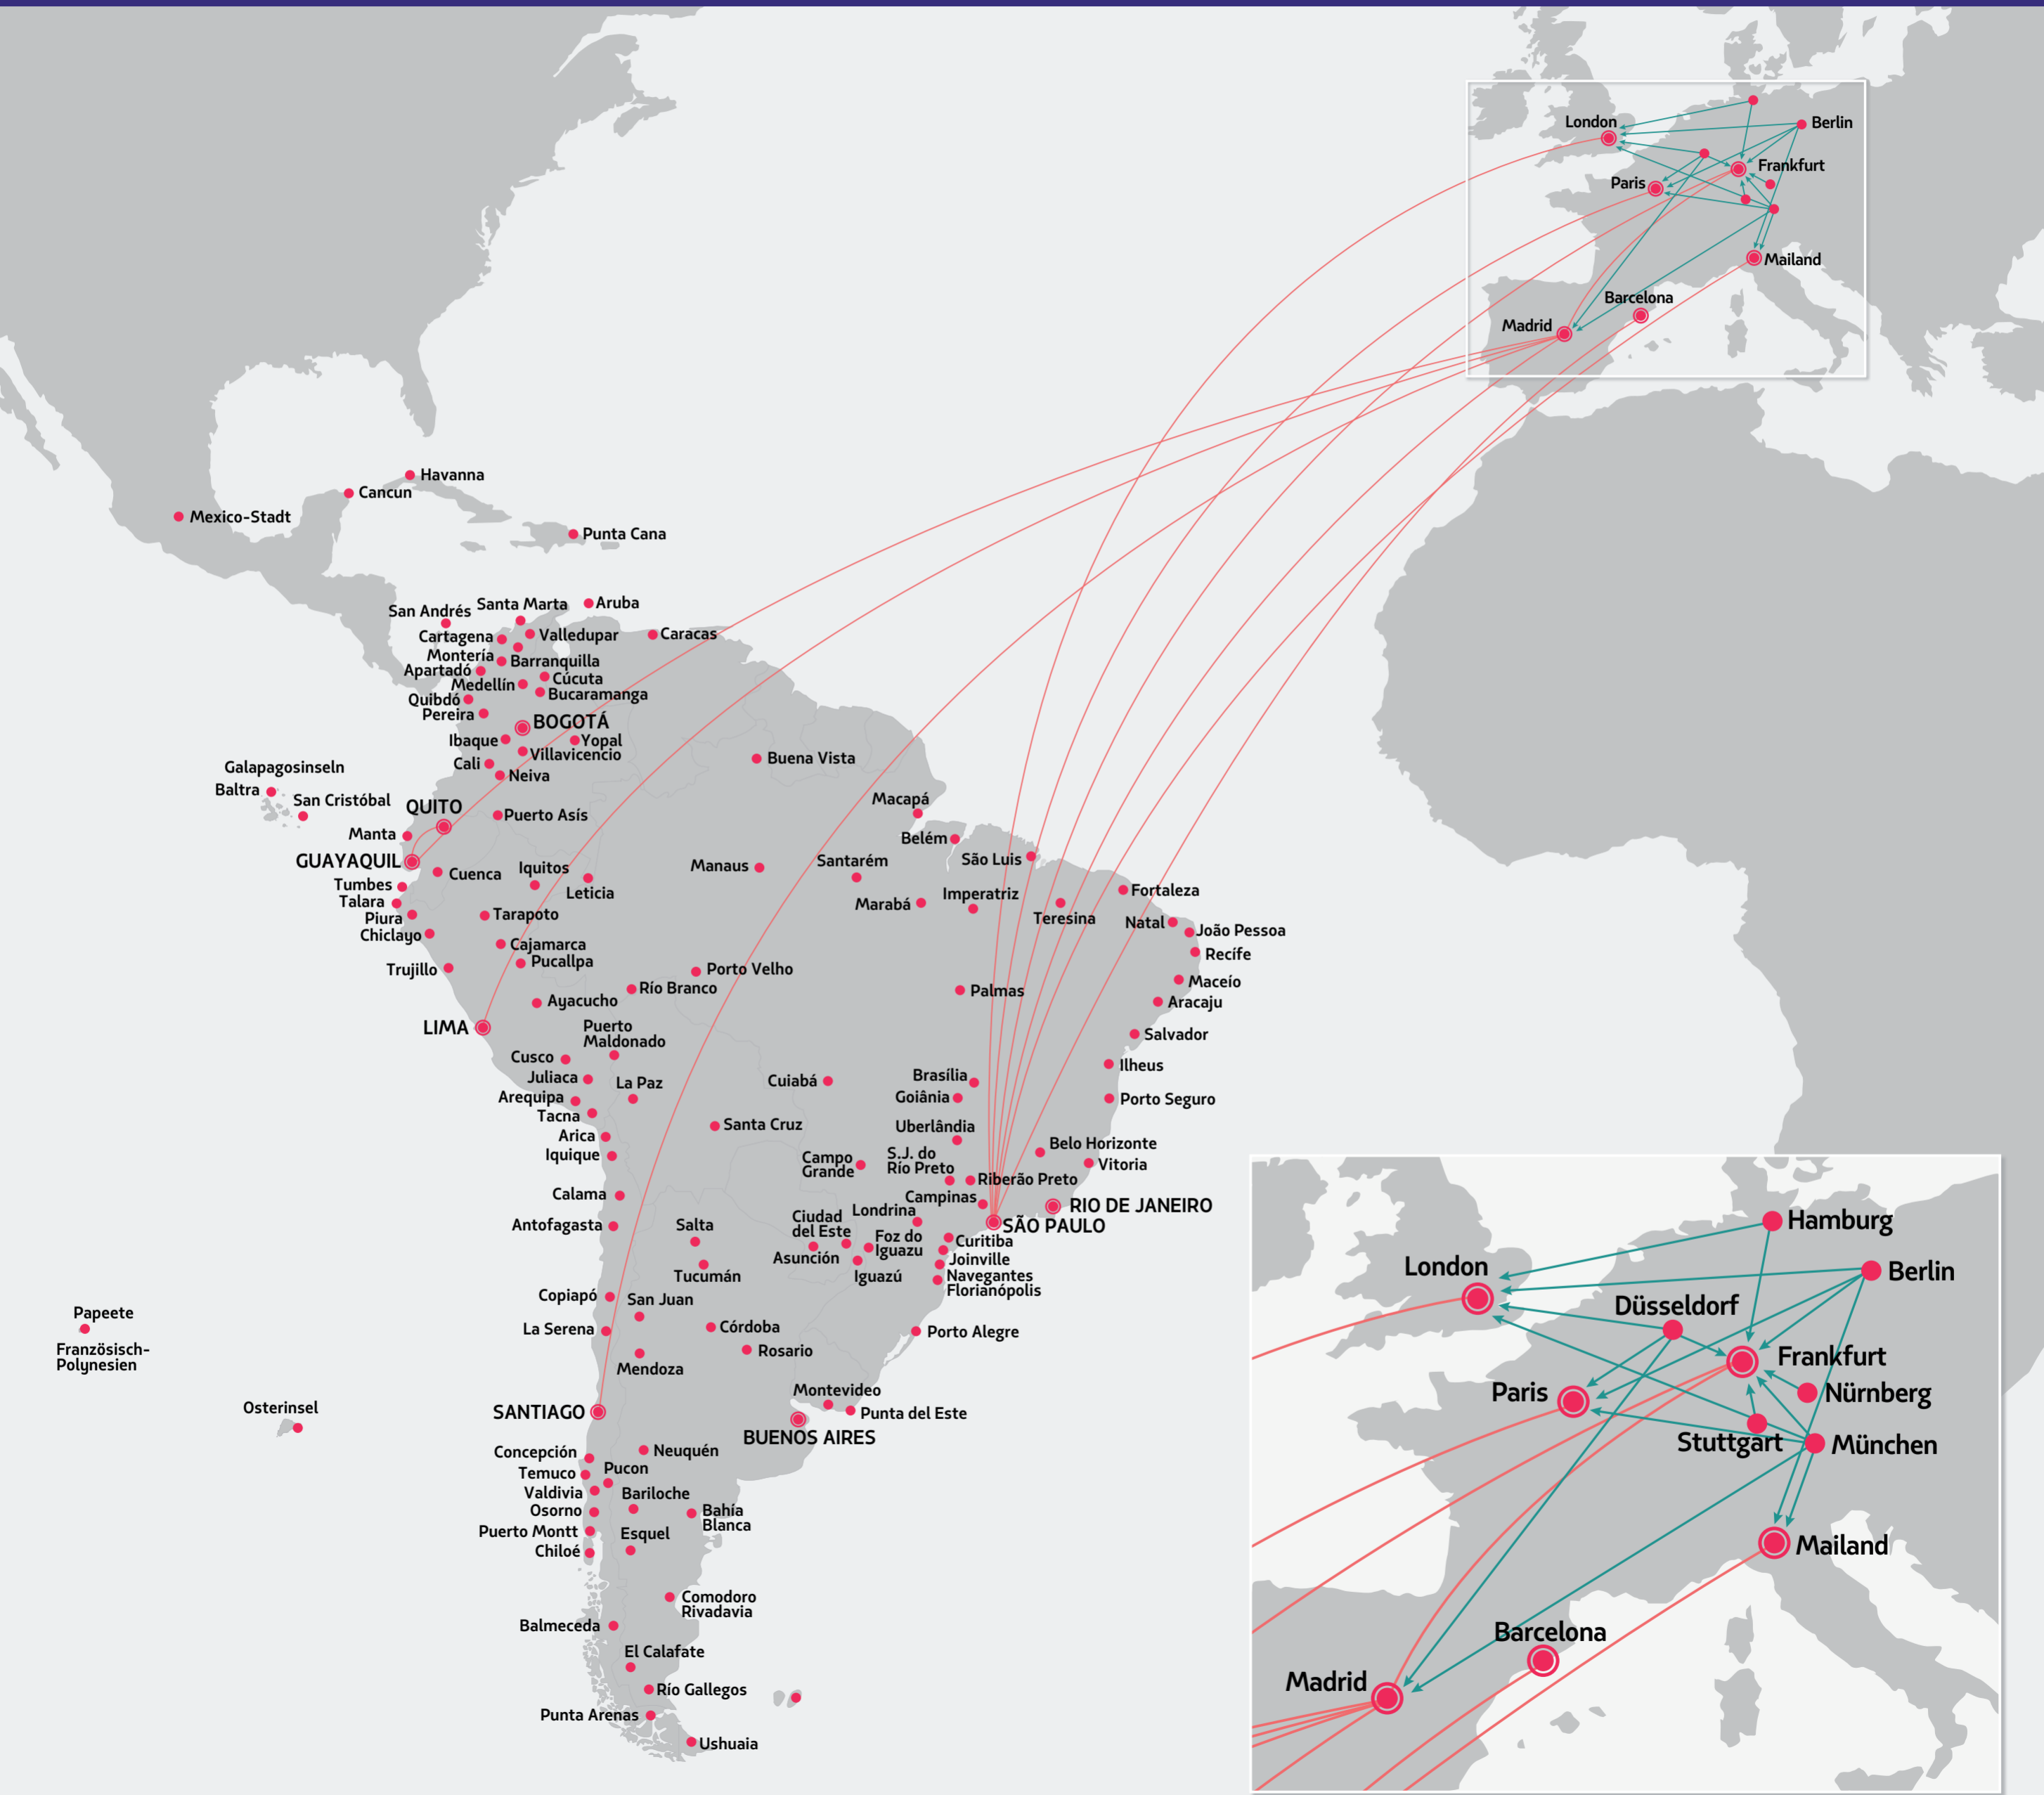 London
Berlin
Frankfurt
Paris
Mailand
Barcelona
Madrid
Havanna
Cancun
Mexico-Stadt
Punta Cana
Aruba
Santa Marta
San Andrés
Cartagena
Valledupar
Caracas
Montería
Barranquilla
Apartadó
Cúcuta
Medellín
Bucaramanga
Quibdó
Pereira
BOGOTÁ
Ibaque
Yopal
Villavicencio
Cali
Neiva
Buena Vista
Galapagosinseln
Baltra
San Cristóbal
QUITO
Puerto Asís
Macapá
Manta
Belém
GUAYAQUIL
Cuenca
Iquitos
Leticia
Manaus
Santarém
São Luis
Tumbes
Talara
Piura
Chiclayo
Tarapoto
Marabá
Imperatriz
Teresina
Fortaleza
Natal
João Pessoa
Cajamarca
Pucallpa
Recífe
Trujillo
Porto Velho
Río Branco
Palmas
Maceío
Ayacucho
Aracaju
LIMA
Puerto
Maldonado
Salvador
Cusco
Juliaca
La Paz
Cuiabá
Brasília
Ilheus
Arequipa
Goiânia
Porto Seguro
Tacna
Santa Cruz
Uberlândia
Arica
Belo Horizonte
Iquique
Campo
Grande
S.J. do
Río Preto
Vitoria
Riberão Preto
Calama
Campinas
RIO DE JANEIRO
Antofagasta
Salta
Ciudad
del Este
Londrina
SÃO PAULO
Foz do
Iguazu
Curitiba
Asunción
Joinville
Tucumán
Iguazú
Navegantes
Florianópolis
Copiapó
San Juan
Papeete
La Serena
Córdoba
Porto Alegre
Französisch-
Polynesien
Rosario
Mendoza
Montevideo
Osterinsel
SANTIAGO
Punta del Este
BUENOS AIRES
Concepción
Neuquén
Temuco
Pucon
Valdivia
Bariloche
Osorno
Bahía
Blanca
Puerto Montt
Esquel
Chiloé
Comodoro
Rivadavia
Balmeceda
El Calafate
Río Gallegos
Punta Arenas
Ushuaia
Hamburg
London
Berlin
Düsseldorf
Frankfurt
Paris
Nürnberg
Stuttgart
München
Mailand
Barcelona
Madrid